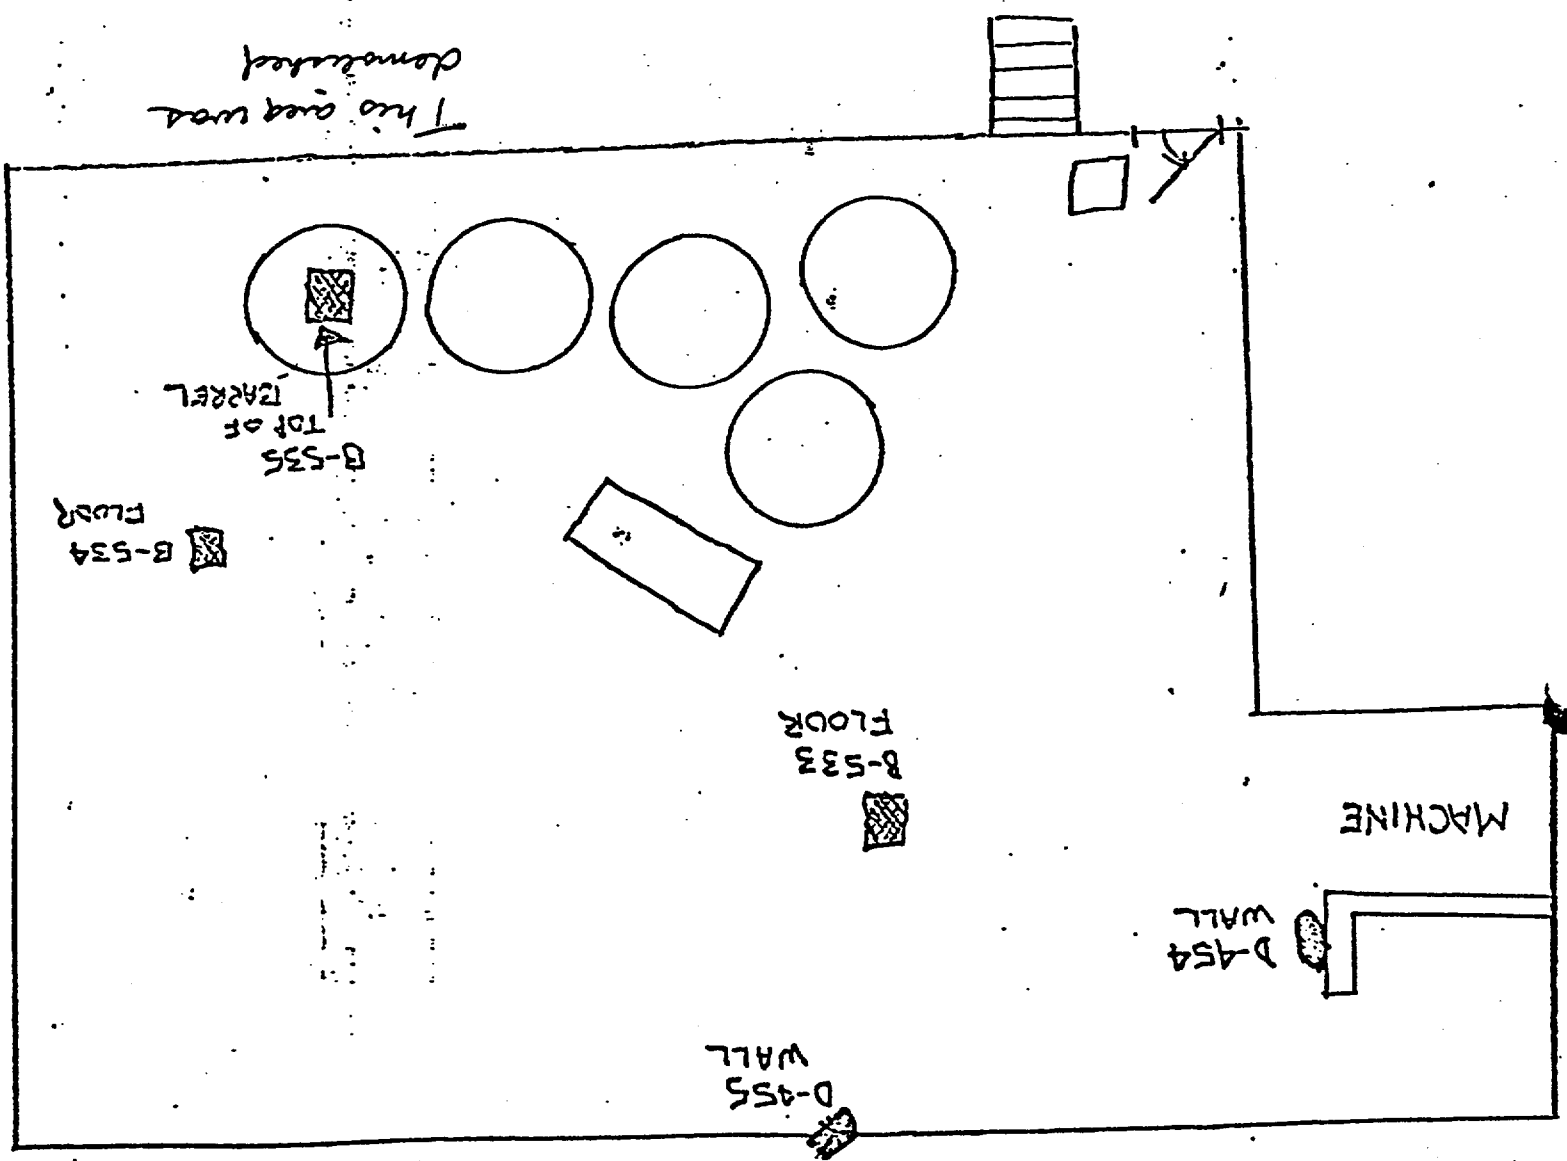 D-455
WALL
D-454
WALL
MACHINE
B-533
FLOOR
B-534
FLOOR
B-535
TOP OF
BARREL
This area was
demolished